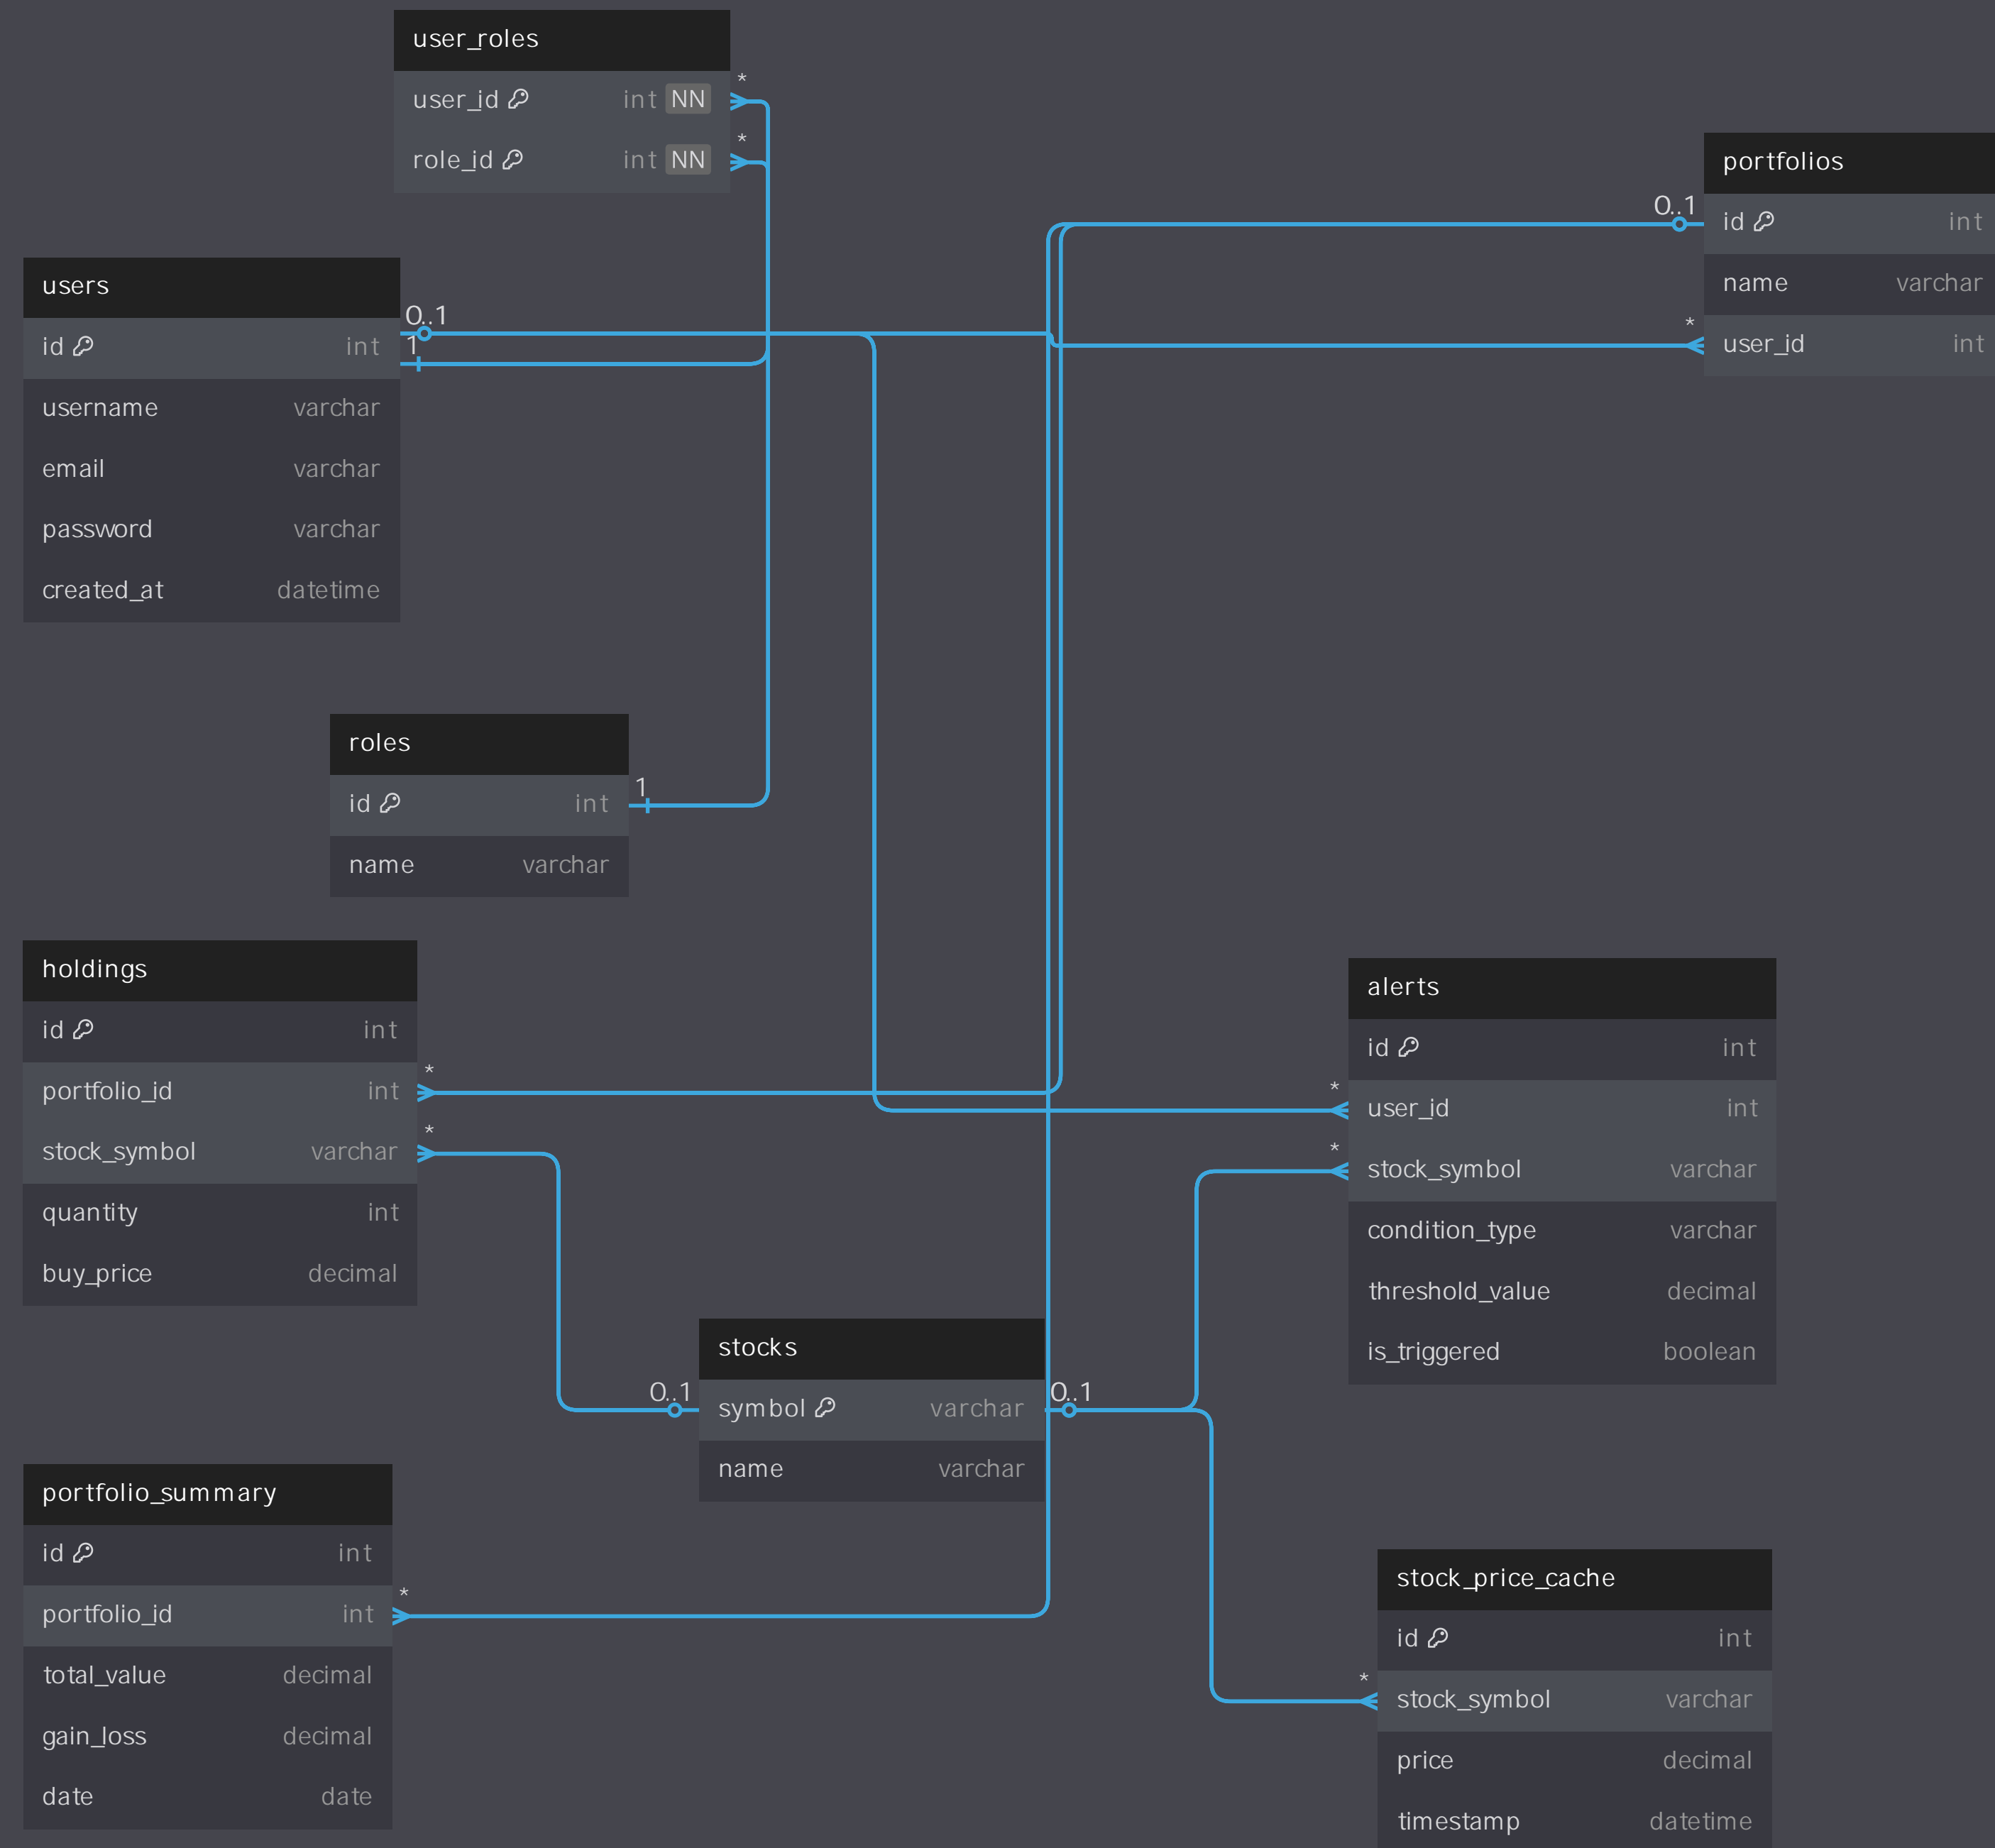 user_roles
*
user_id int NN
*
role_id int NN
portfolios
0..1
id int
name varchar
*
user_id int
users
0..1
id int
1
username varchar
email varchar
password varchar
created_at datetime
roles
1
id int
name varchar
holdings
id int
*
portfolio_id int
*
stock_symbol varchar
quantity int
buy_price decimal
alerts
id int
*
user_id int
*
stock_symbol varchar
condition_type varchar
threshold_value decimal
is_triggered boolean
stocks
0..1 0..1
symbol varchar
name varchar
portfolio_summary
id int
*
portfolio_id int
total_value decimal
gain_loss decimal
date date
stock_price_cache
id int
*
stock_symbol varchar
price decimal
timestamp datetime